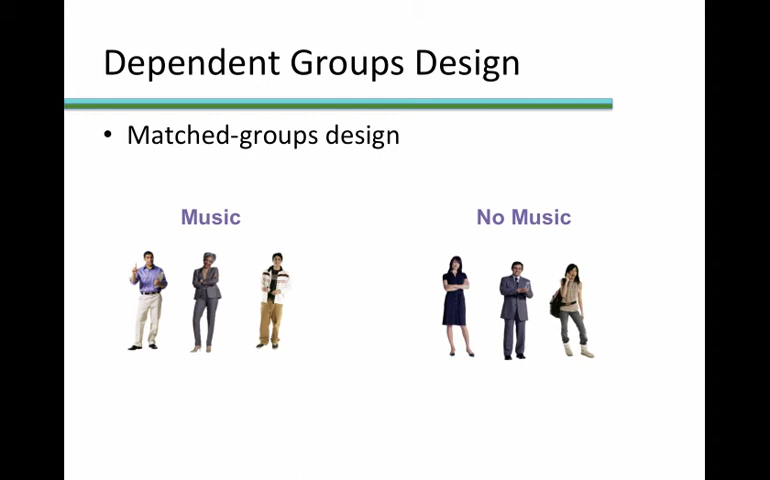 Dependent Groups Design
• Matched-groups design
Music
No Music